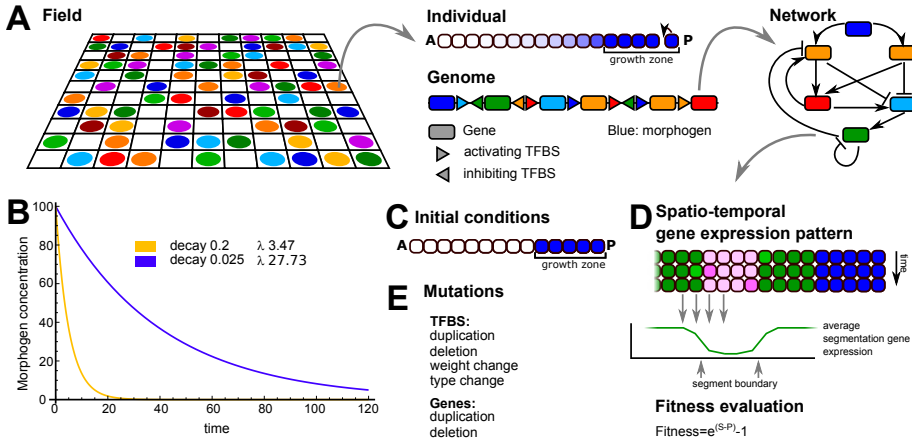 A
Field
Individual
A
P
growth zone
Genome
Gene
Blue: morphogen
activating TFBS
inhibiting TFBS
Network
B
Morphogen concentration
100
80
60
40
20
0
0 20 40 60 80 100 120
time
decay 0.2 λ 3.47
decay 0.025 λ 27.73
C Initial conditions
A
P
growth zone
E Mutations
TFBS:
duplication
deletion
weight change
type change
Genes:
duplication
deletion
D Spatio-temporal
gene expression pattern
time
average
segmentation gene
expression
segment boundary
Fitness evaluation
Fitness=e^(S-P)-1